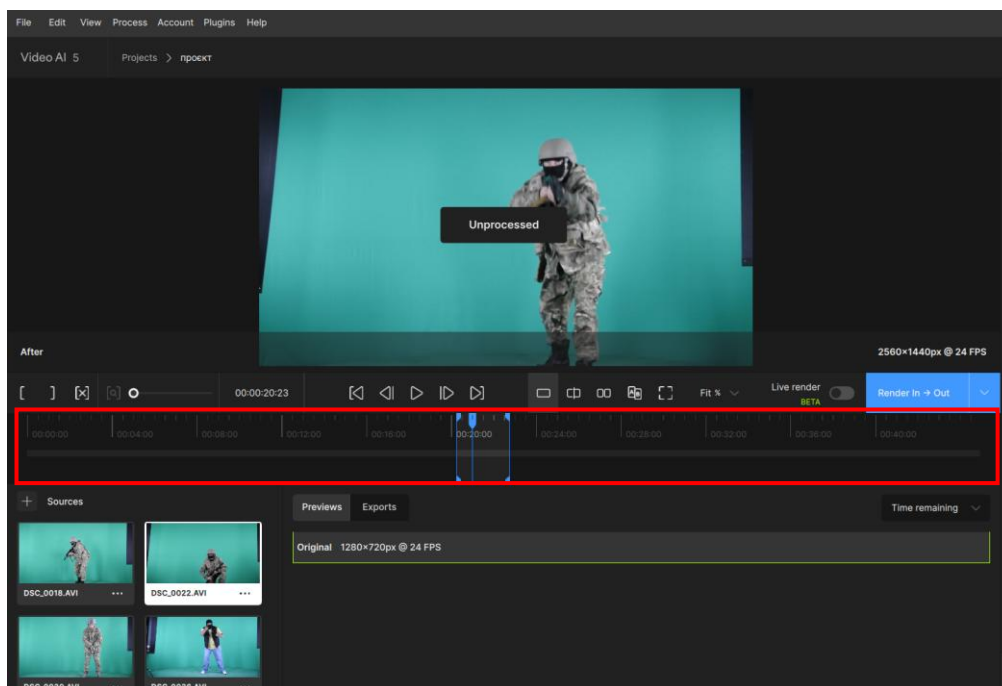 File Edit View Process Account Plugins Help
Video AI 5 Projects > проєкт
Unprocessed
After 2560×1440px @ 24 FPS
00:00:20:23 Fit % Live render BETA Render In → Out
00:00:00 00:04:00 00:08:00 00:12:00 00:16:00 00:20:00 00:24:00 00:28:00 00:32:00 00:36:00 00:40:00
Sources Previews Exports Time remaining
Original 1280×720px @ 24 FPS
DSC_0018.AVI DSC_0022.AVI